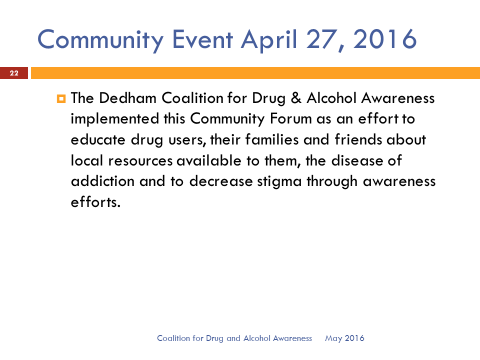 Community Event April 27, 2016
22
The Dedham Coalition for Drug & Alcohol Awareness
implemented this Community Forum as an effort to
educate drug users, their families and friends about
local resources available to them, the disease of
addiction and to decrease stigma through awareness
efforts.
Coalition for Drug and Alcohol Awareness May 2016